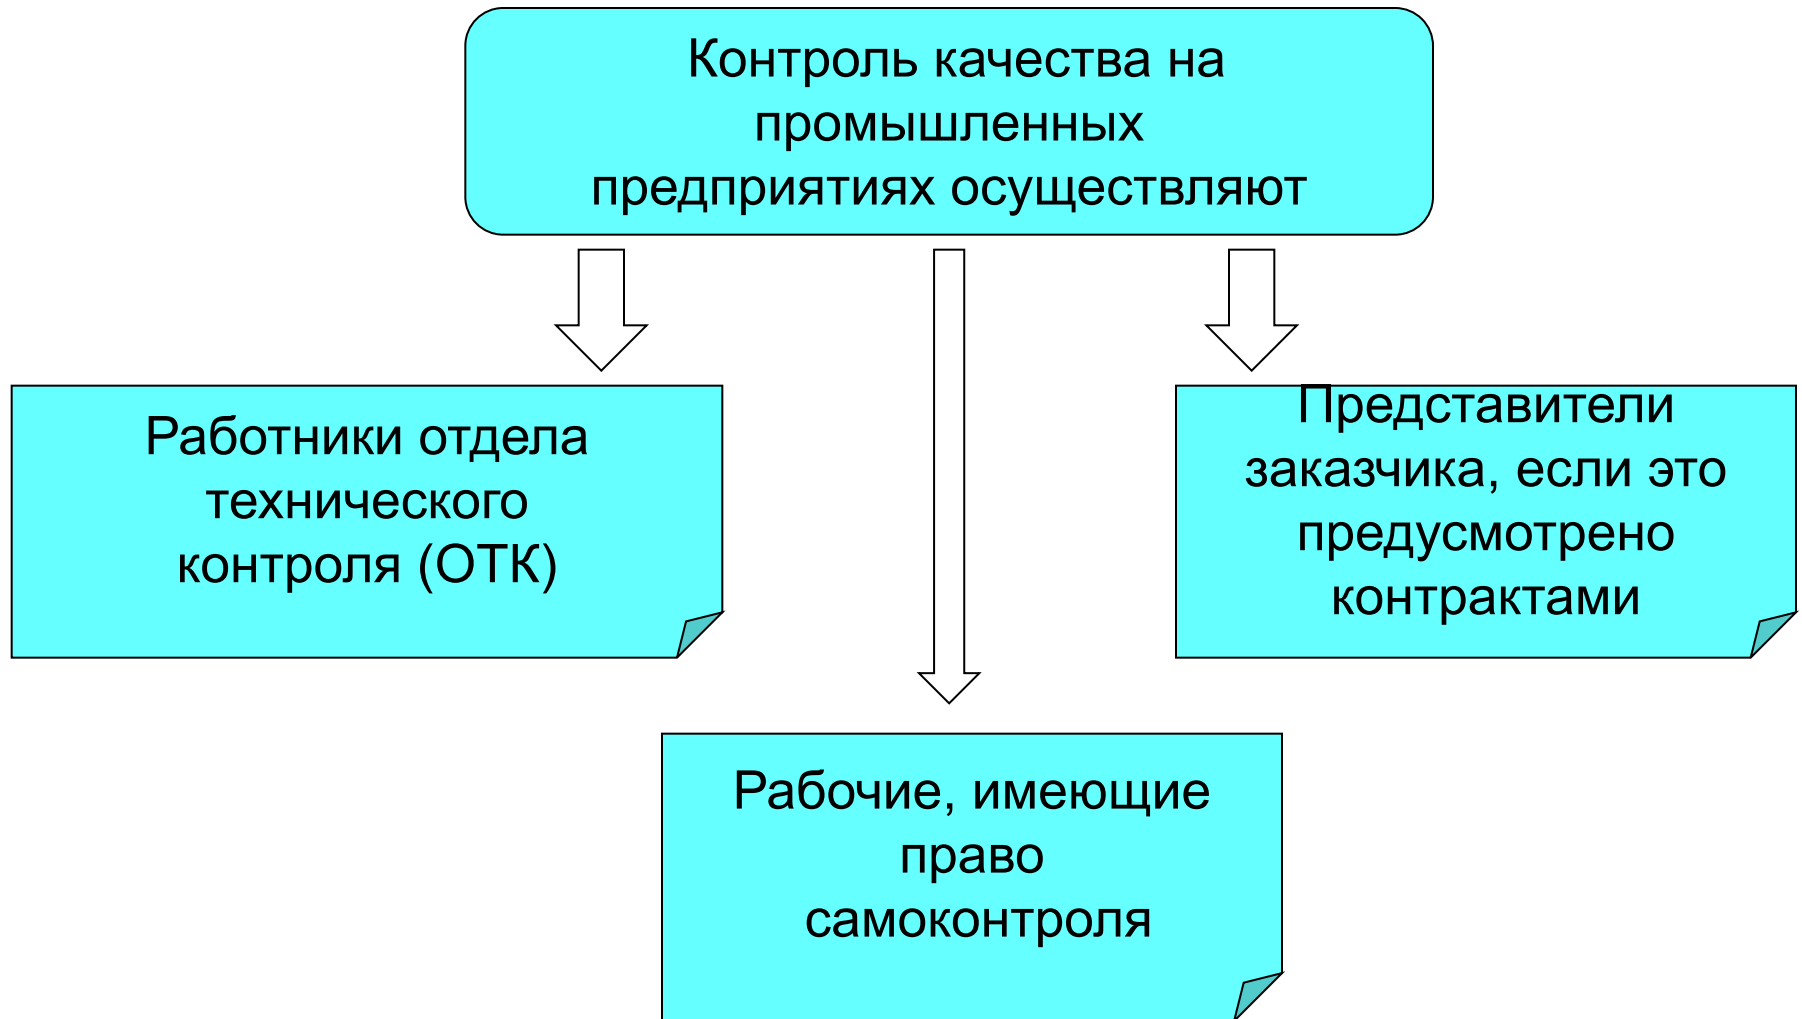 Контроль качества на
промышленных
предприятиях осуществляют
Работники отдела
технического
контроля (ОТК)
Представители
заказчика, если это
предусмотрено
контрактами
Рабочие, имеющие
право
самоконтроля